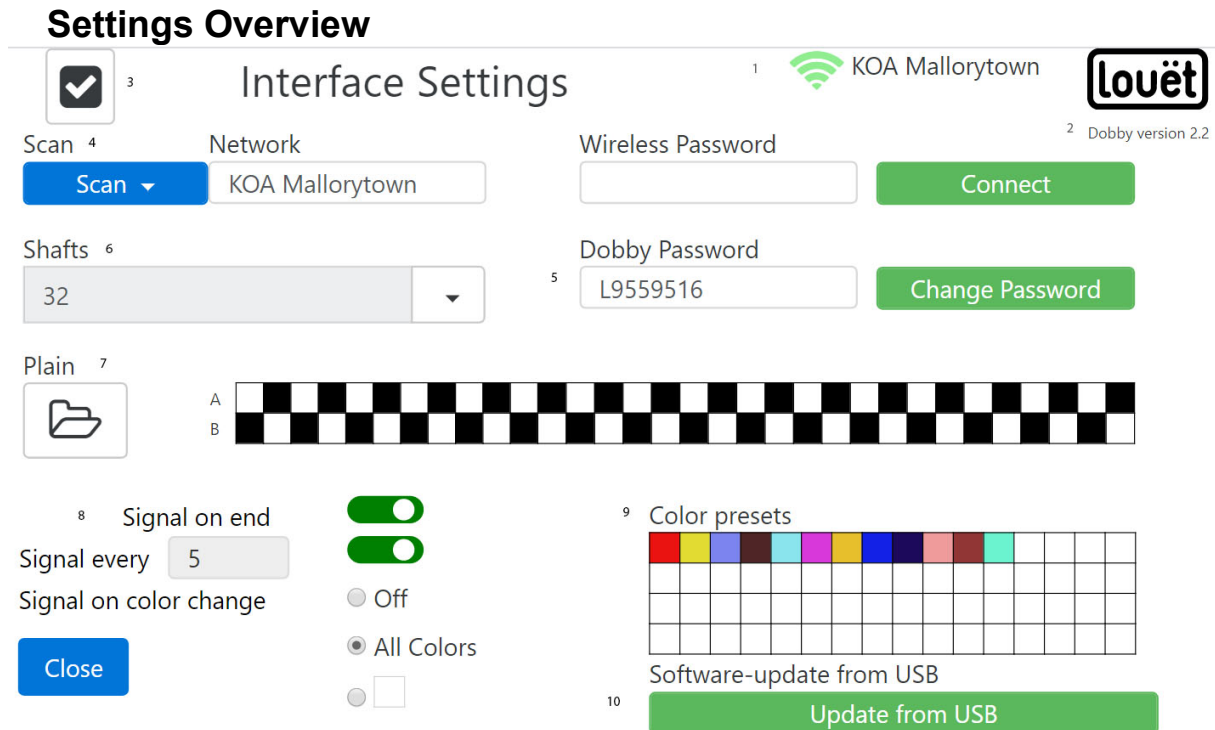 Settings Overview
3 Interface Settings 1 KOA Mallorytown louët
Scan 4 Network Wireless Password 2 Dobby version 2.2
Scan KOA Mallorytown Connect
Shafts 6 Dobby Password
32 5 L9559516 Change Password
Plain 7
A
B
8 Signal on end 9 Color presets
Signal every 5
Signal on color change Off
Close All Colors
Software-update from USB
10 Update from USB